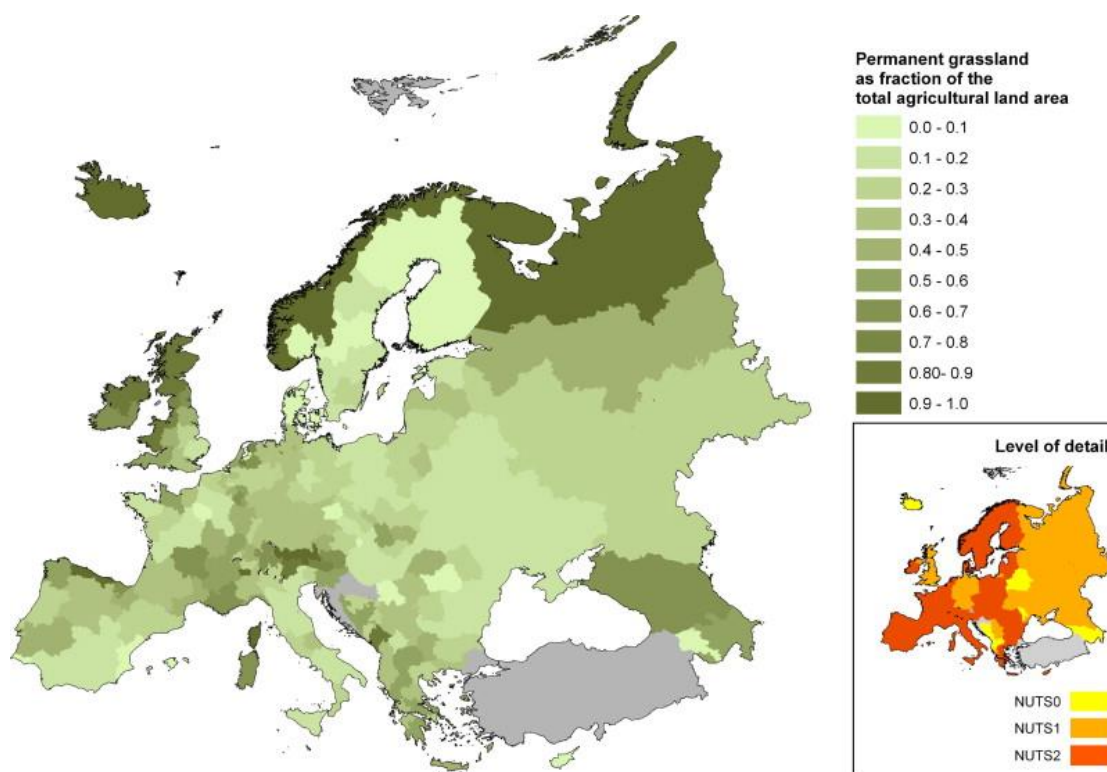 Permanent grassland
as fraction of the
total agricultural land area
0.0 - 0.1
0.1 - 0.2
0.2 - 0.3
0.3 - 0.4
0.4 - 0.5
0.5 - 0.6
0.6 - 0.7
0.7 - 0.8
0.80- 0.9
0.9 - 1.0
Level of detail
NUTS0
NUTS1
NUTS2